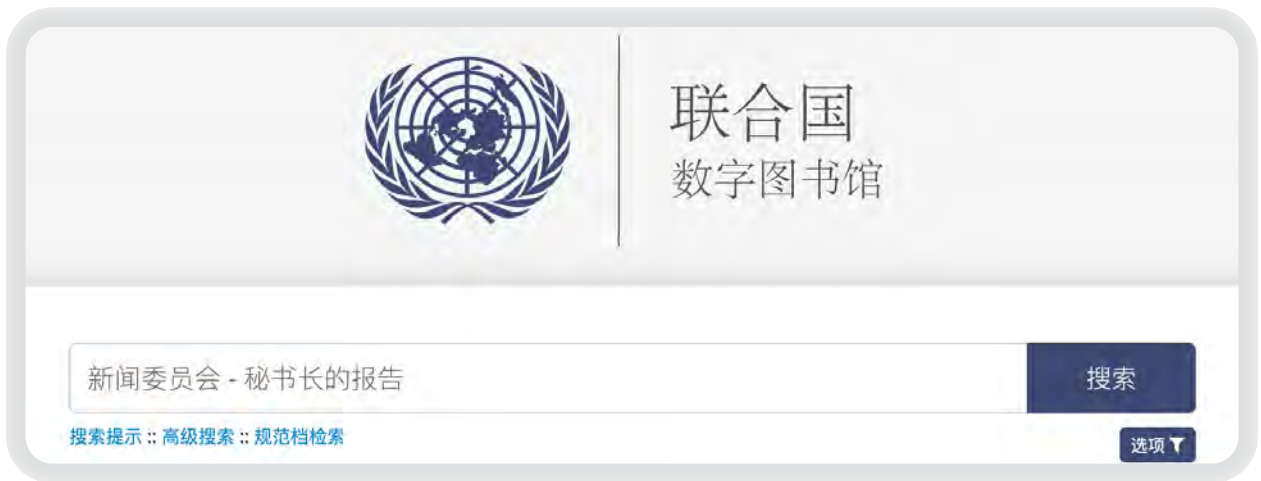 联合国
数字图书馆
新闻委员会 - 秘书长的报告
搜索
搜索提示 :: 高级搜索 :: 规范档检索
选项